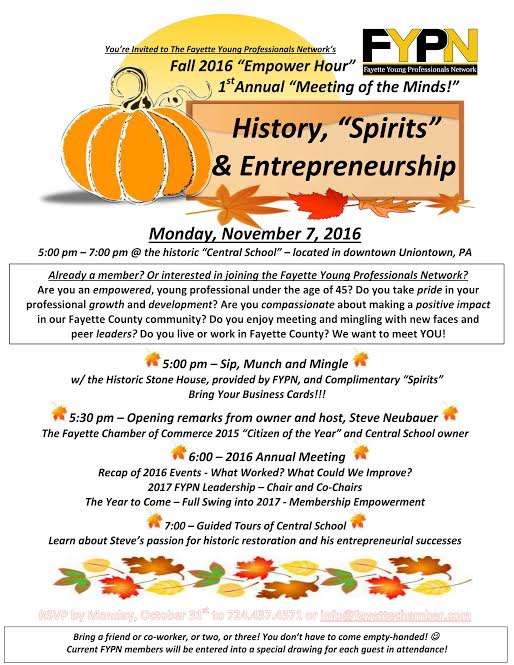 You're Invited to The Fayette Young Professionals Network's
Fall 2016 “Empower Hour”
1st Annual “Meeting of the Minds!”
FYPN
Fayette Young Professionals Network
History, “Spirits”
& Entrepreneurship
Monday, November 7, 2016
5:00 pm – 7:00 pm @ the historic “Central School” – located in downtown Uniontown, PA
Already a member? Or interested in joining the Fayette Young Professionals Network?
Are you an empowered, young professional under the age of 45? Do you take pride in your
professional growth and development? Are you compassionate about making a positive impact
in our Fayette County community? Do you enjoy meeting and mingling with new faces and
peer leaders? Do you live or work in Fayette County? We want to meet YOU!
5:00 pm – Sip, Munch and Mingle
w/ the Historic Stone House, provided by FYPN, and Complimentary “Spirits”
Bring Your Business Cards!!!
5:30 pm – Opening remarks from owner and host, Steve Neubauer
The Fayette Chamber of Commerce 2015 “Citizen of the Year” and Central School owner
6:00 – 2016 Annual Meeting
Recap of 2016 Events - What Worked? What Could We Improve?
2017 FYPN Leadership – Chair and Co-Chairs
The Year to Come – Full Swing into 2017 - Membership Empowerment
7:00 – Guided Tours of Central School
Learn about Steve's passion for historic restoration and his entrepreneurial successes
RSVP by Monday, October 31st to 724.437.4571 or info@fayettechamber.com
Bring a friend or co-worker, or two, or three! You don't have to come empty-handed! ☺
Current FYPN members will be entered into a special drawing for each guest in attendance!